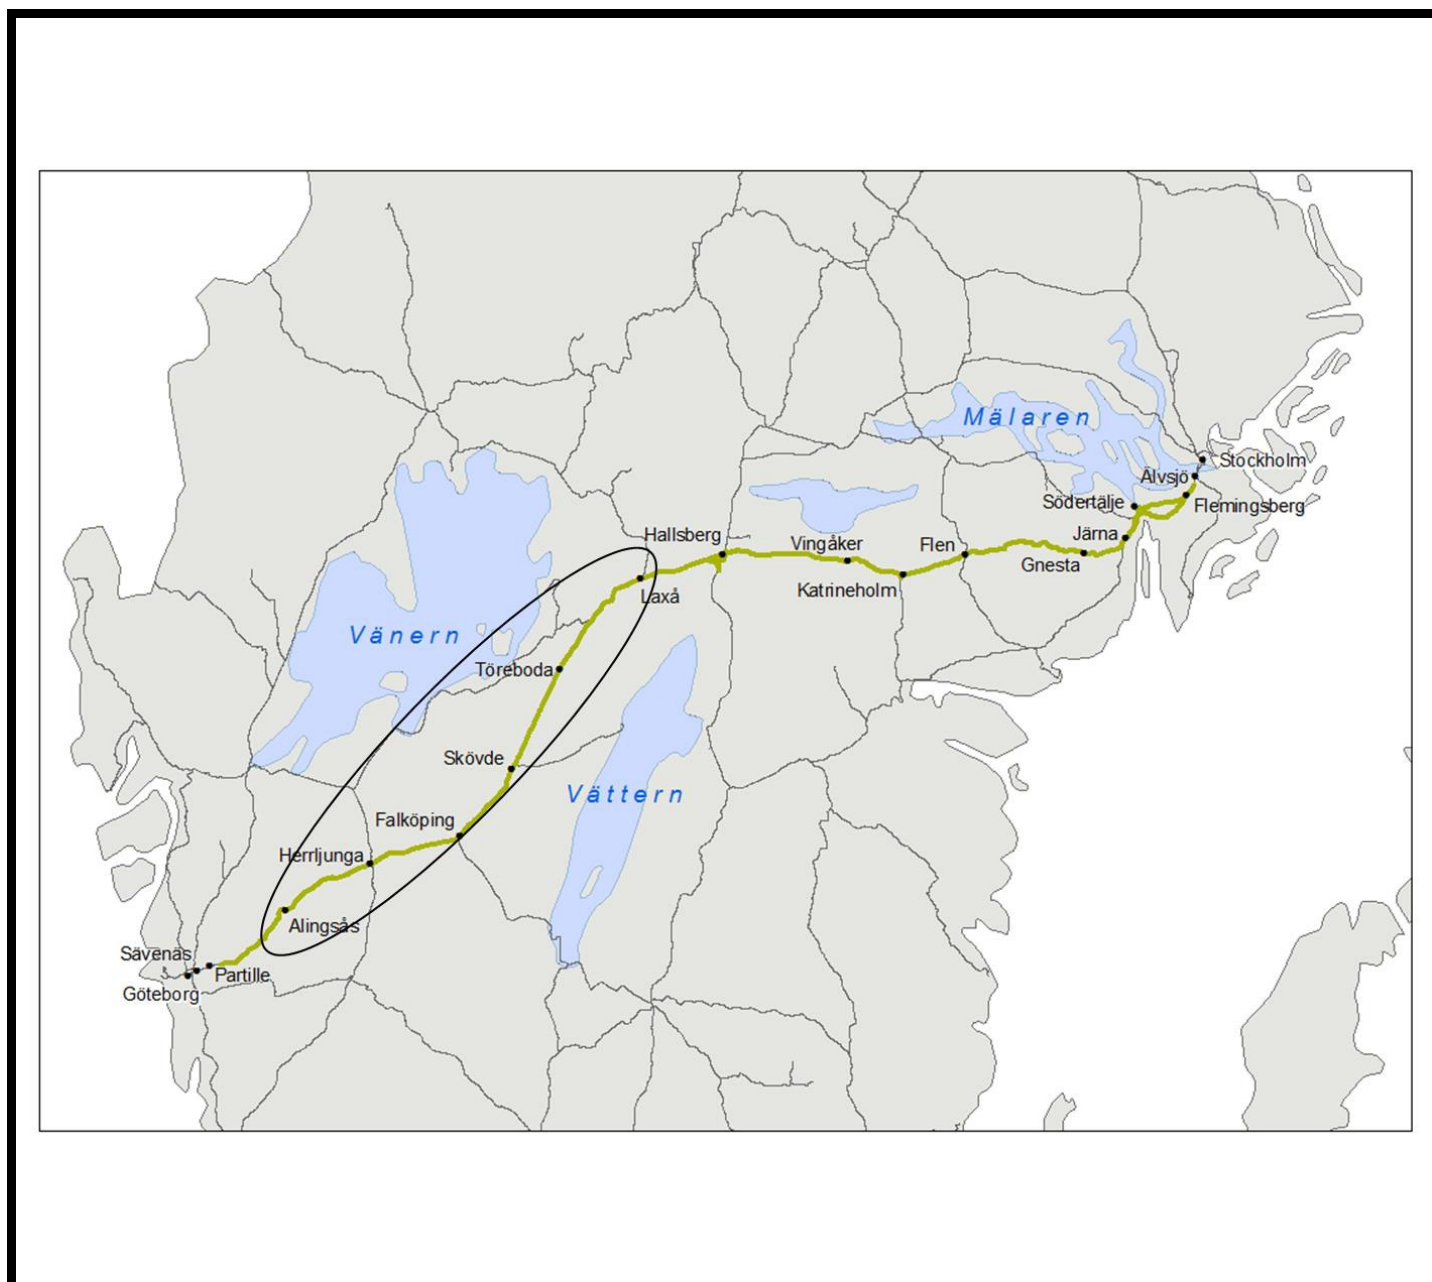 Mälaren
Stockholm
Älvsjö
Södertälje
Flemingsberg
Hallsberg
Vingåker
Flen
Järna
Gnesta
Katrineholm
Laxå
Vänern
Töreboda
Skövde
Vättern
Falköping
Herrljunga
Alingsås
Sävenäs
Partille
Göteborg